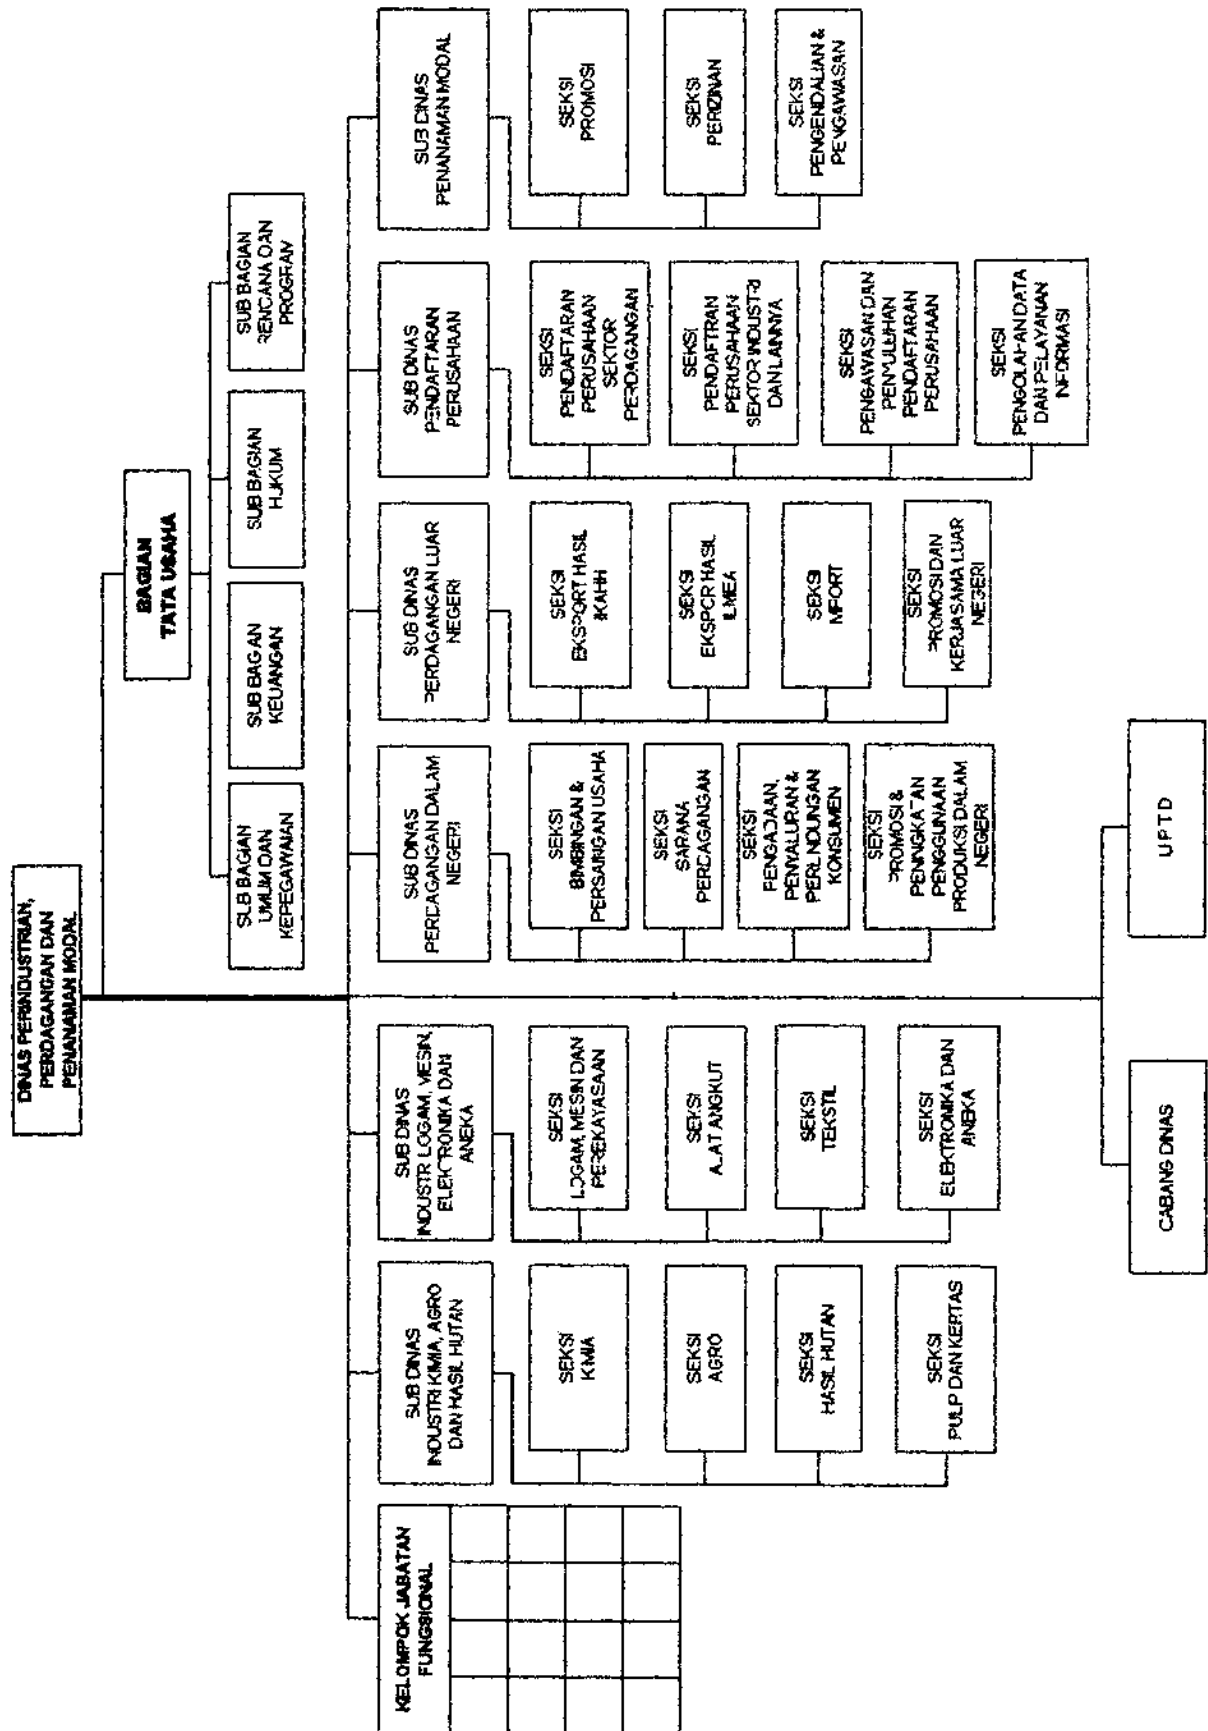 DINAS PERINDUSTRIAN,
PERDAGANGAN DAN
PENANAMAN MODAL
BAGIAN
TATA USAHA
SLB BAGIAN
UMUM DAN
KEPEGAWAIAN
SUB BAGIAN
KEUANGAN
SUB BAGIAN
HUKUM
SUB BAGIAN
RENCANA DAN
PROGRAM
KELOMPOK JABATAN
FUNGSIONAL
SUB DINAS
INDUSTRI KIMIA, AGRO
DAN HASIL HUTAN
SEKSI
KIMIA
SEKSI
AGRO
SEKSI
HASIL HUTAN
SEKSI
PULP DAN KERTAS
SUB DINAS
INDUSTRI LOGAM, MESIN,
ELEKTRONIKA DAN
ANEKA
SEKSI
LOGAM, MESIN DAN
PEREKAYASAAN
SEKSI
ALAT ANGKUT
SEKSI
TEKSTIL
SEKSI
ELEKTRONIKA DAN
ANEKA
SUB DINAS
PERDAGANGAN DALAM
NEGERI
SEKSI
BIMBINGAN &
PERSAINGAN USAHA
SEKSI
SARANA
PERDAGANGAN
SEKSI
PENGADAAN,
PENYALURAN &
PERLINDUNGAN
KONSUMEN
SEKSI
PROMOSI &
PENINGKATAN
PENGGUNAAN
PRODUKSI DALAM
NEGERI
SUB DINAS
PERDAGANGAN LUAR
NEGERI
SEKSI
EKSPORT HASIL
IKAHH
SEKSI
EKSPOR HASIL
ILMEA
SEKSI
IMPORT
SEKSI
PROMOSI DAN
KERJASAMA LUAR
NEGERI
SUB DINAS
PENDAFTARAN
PERUSAHAAN
SEKSI
PENDAFTARAN
PERUSAHAAN
SEKTOR
PERDAGANGAN
SEKSI
PENDAFTRAN
PERUSAHAAN
SEKTOR INDUSTRI
DAN LAINNYA
SEKSI
PENGAWASAN DAN
PENYULUHAN
PENDAFTARAN
PERUSAHAAN
SEKSI
PENGOLAHAN DATA
DAN PELAYANAN
INFORMASI
SUB DINAS
PENANAMAN MODAL
SEKSI
PROMOSI
SEKSI
PERIZINAN
SEKSI
PENGENDALIAN &
PENGAWASAN
CABANG DINAS
UPTD